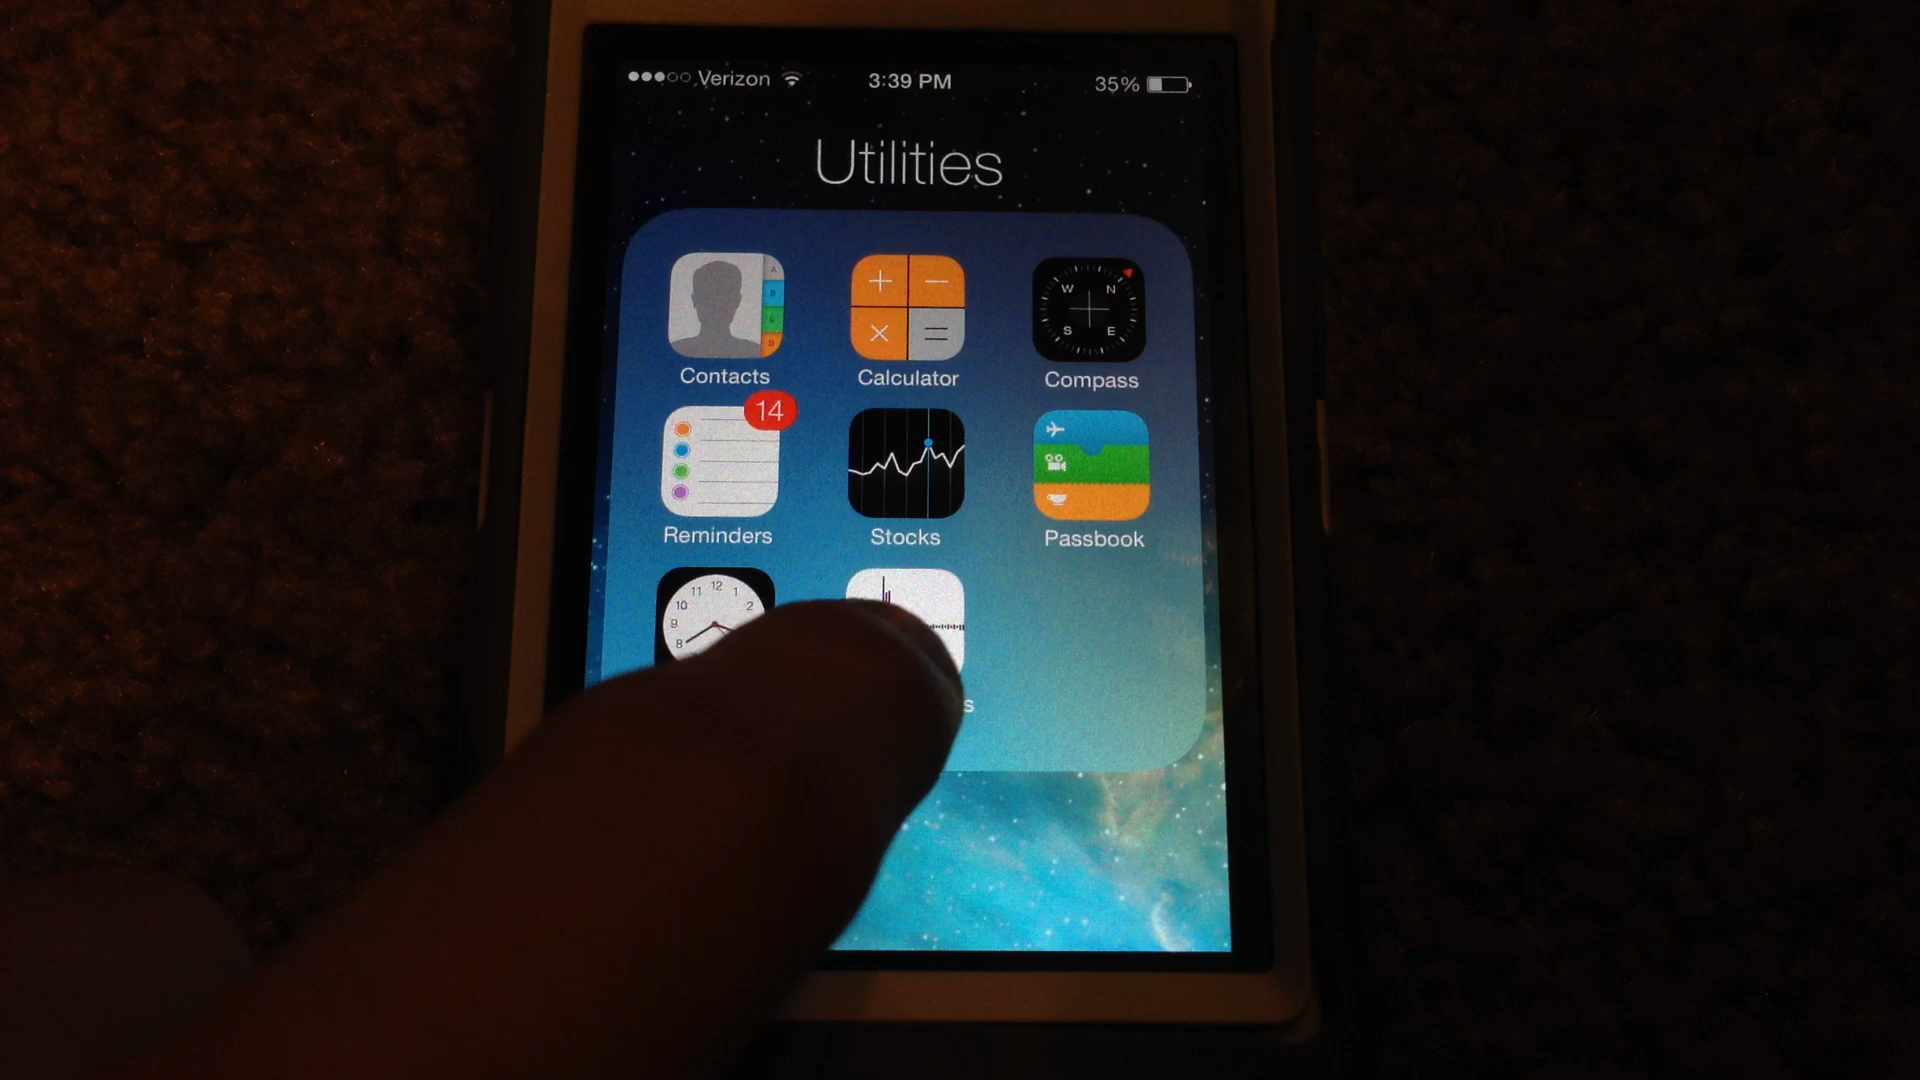 Verizon 3:39 PM 35%
Utilities
Contacts Calculator Compass
W N
S E
14
Reminders Stocks Passbook
11 12 1
10 2
9
8